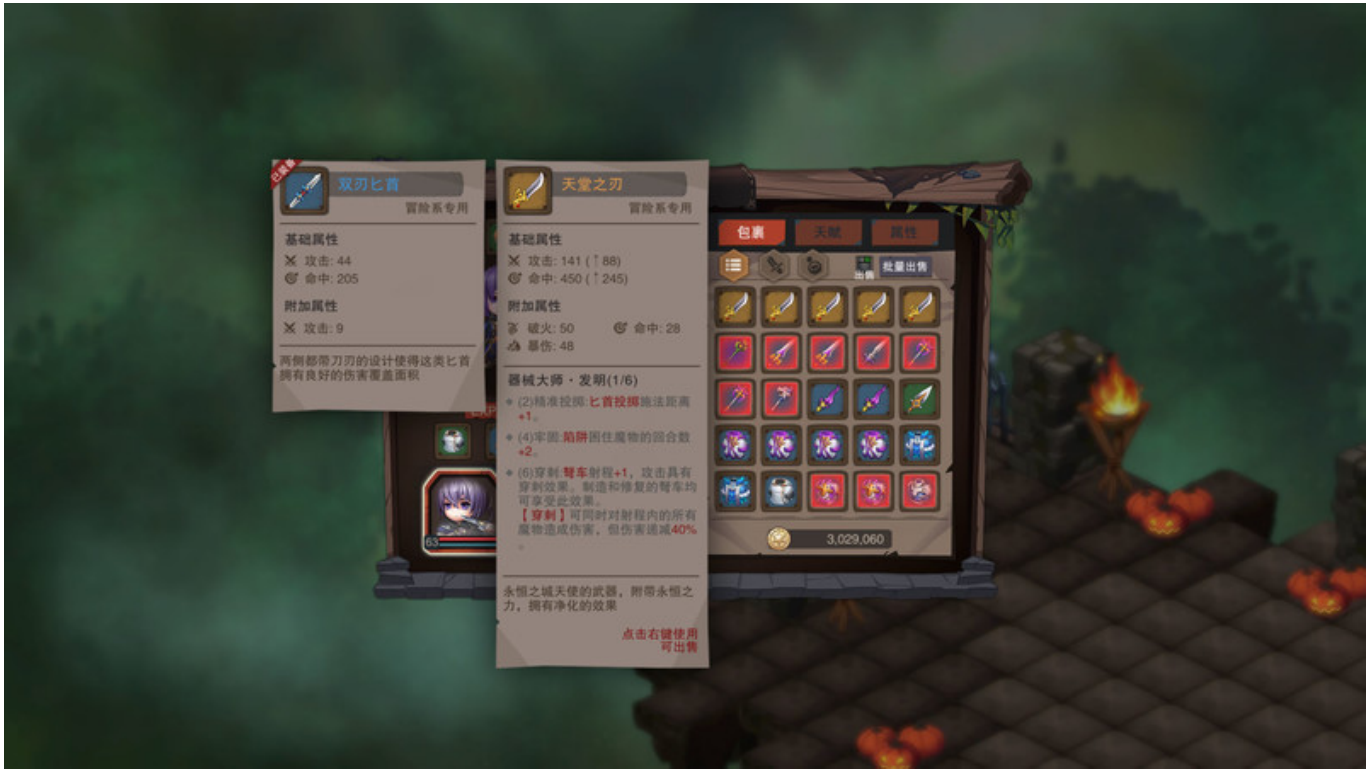 已装备
双刃匕首
冒险系专用
基础属性
攻击: 44
命中: 205
附加属性
攻击: 9
两侧都带刀刃的设计使得这类匕首
拥有良好的伤害覆盖面积
天堂之刃
冒险系专用
基础属性
攻击: 141 (↑88)
命中: 450 (↑245)
附加属性
破火: 50 命中: 28
暴伤: 48
器械大师·发明(1/6)
(2)精准投掷:匕首投掷施法距离
+1。
(4)牢固:陷阱困住魔物的回合数
+2。
(6)穿刺:弩车射程+1，攻击具有
穿刺效果。制造和修复的弩车均
可享受此效果。
【穿刺】可同时对射程内的所有
魔物造成伤害，但伤害递减40%
。
永恒之城天使的武器，附带永恒之
力，拥有净化的效果
点击右键使用
可出售
包裹 天赋 属性
出售 批量出售
3,029,060
63